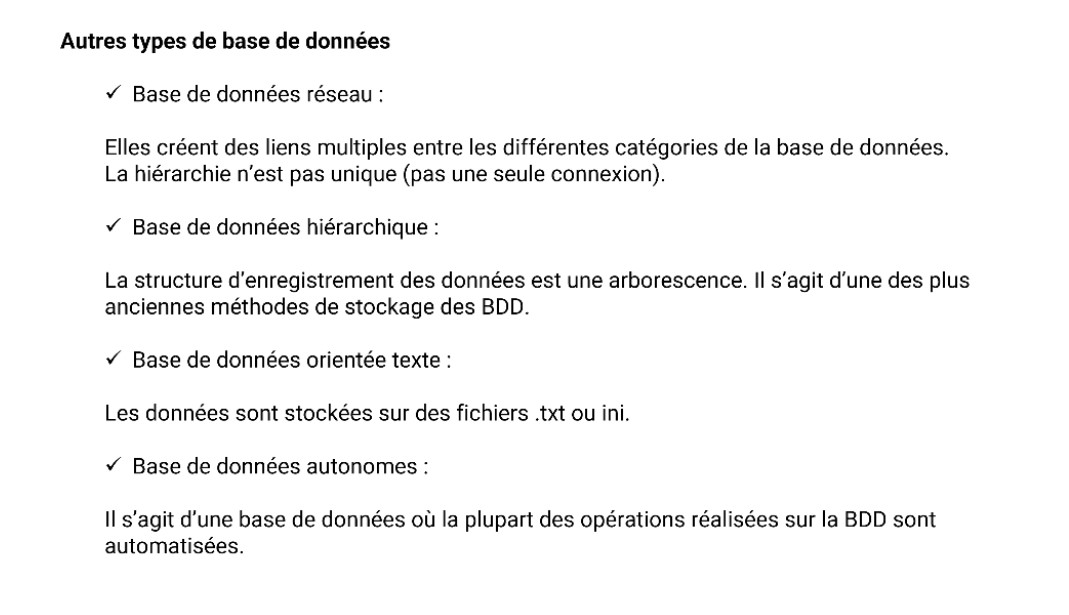 Autres types de base de données
✓ Base de données réseau :
Elles créent des liens multiples entre les différentes catégories de la base de données.
La hiérarchie n’est pas unique (pas une seule connexion).
✓ Base de données hiérarchique :
La structure d’enregistrement des données est une arborescence. Il s’agit d’une des plus
anciennes méthodes de stockage des BDD.
✓ Base de données orientée texte :
Les données sont stockées sur des fichiers .txt ou ini.
✓ Base de données autonomes :
Il s’agit d’une base de données où la plupart des opérations réalisées sur la BDD sont
automatisées.